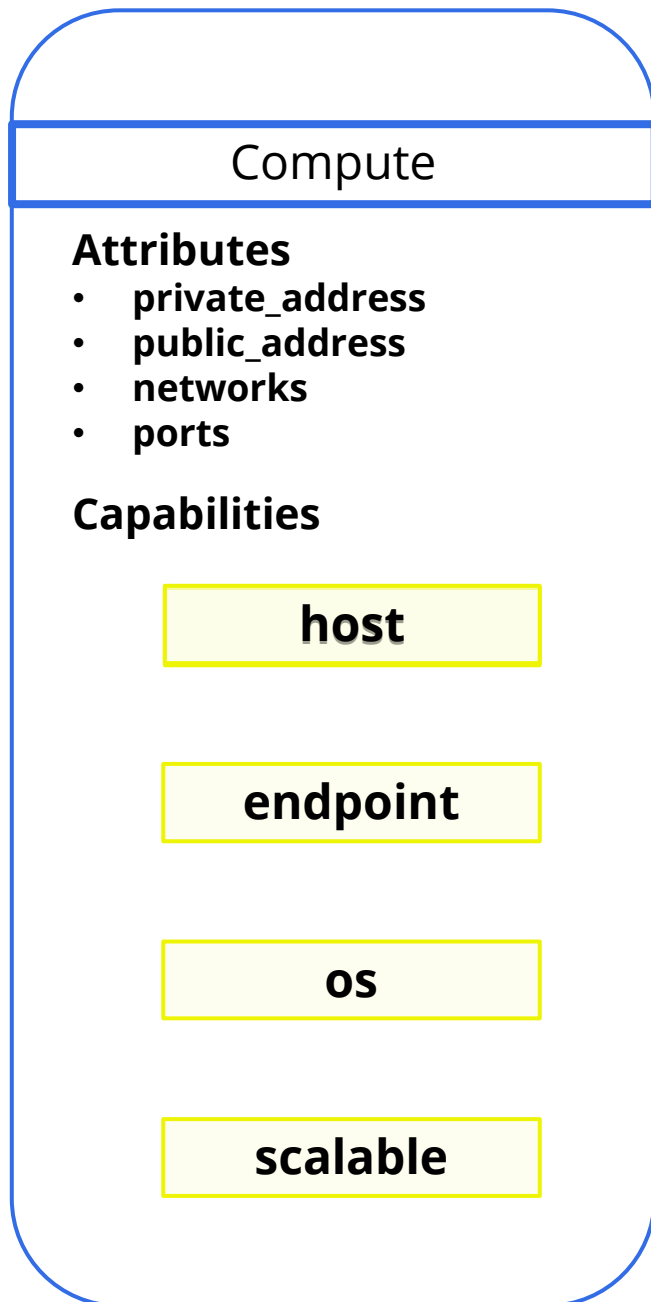 Compute
Attributes
• private_address
• public_address
• networks
• ports
Capabilities
host
endpoint
os
scalable